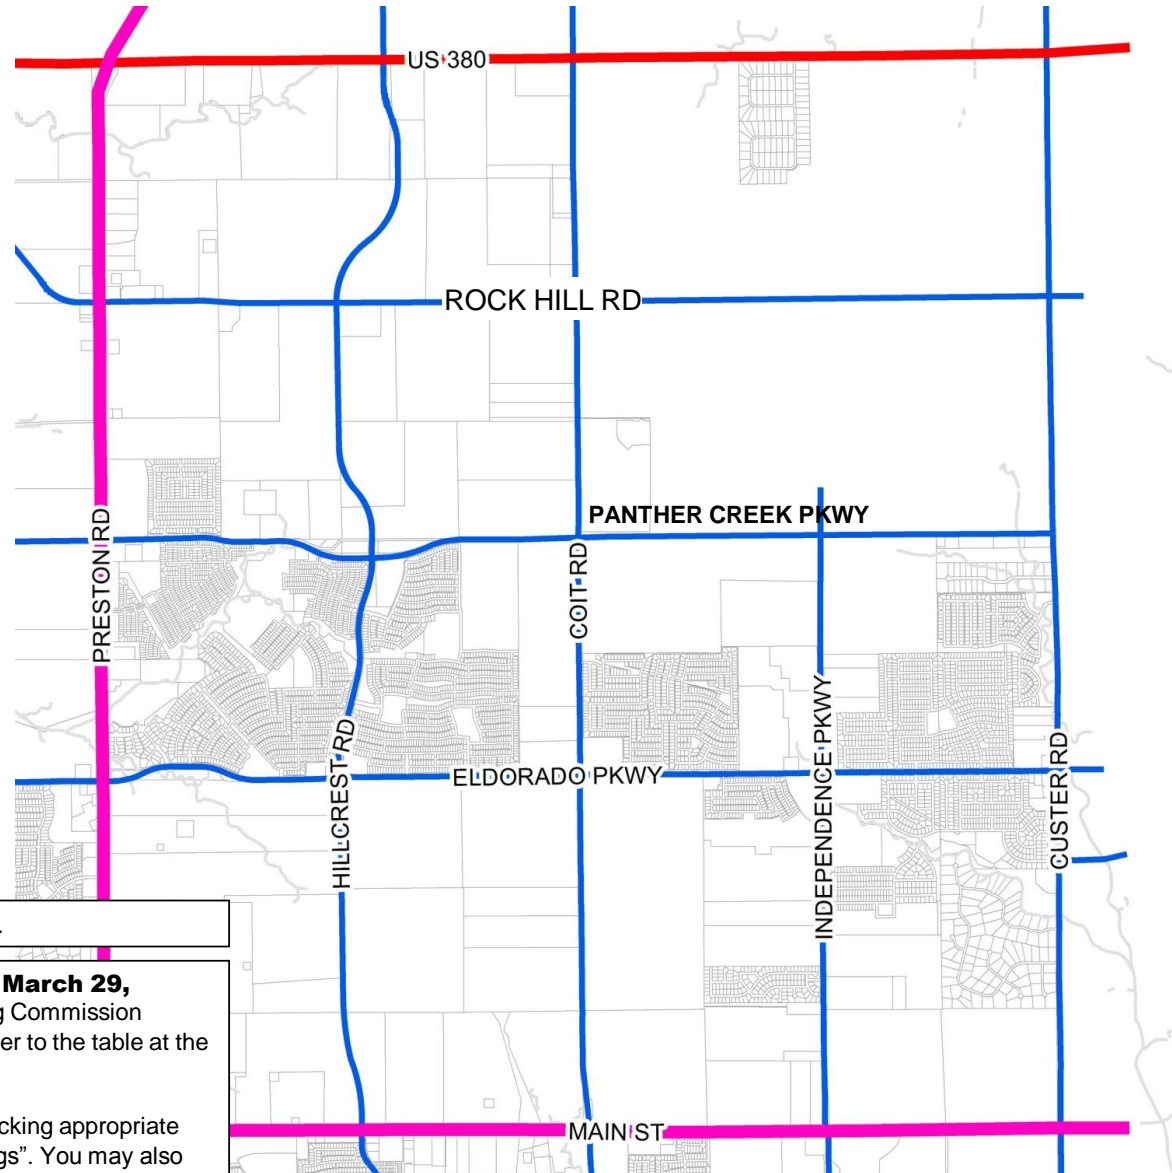 US 380
ROCK HILL RD
PANTHER CREEK PKWY
PRESTON RD
COIT RD
INDEPENDENCE PKWY
HILLCREST RD
ELDORADO PKWY
CUSTER RD
.
March 29,
g Commission
er to the table at the
cking appropriate
gs”. You may also
MAIN ST